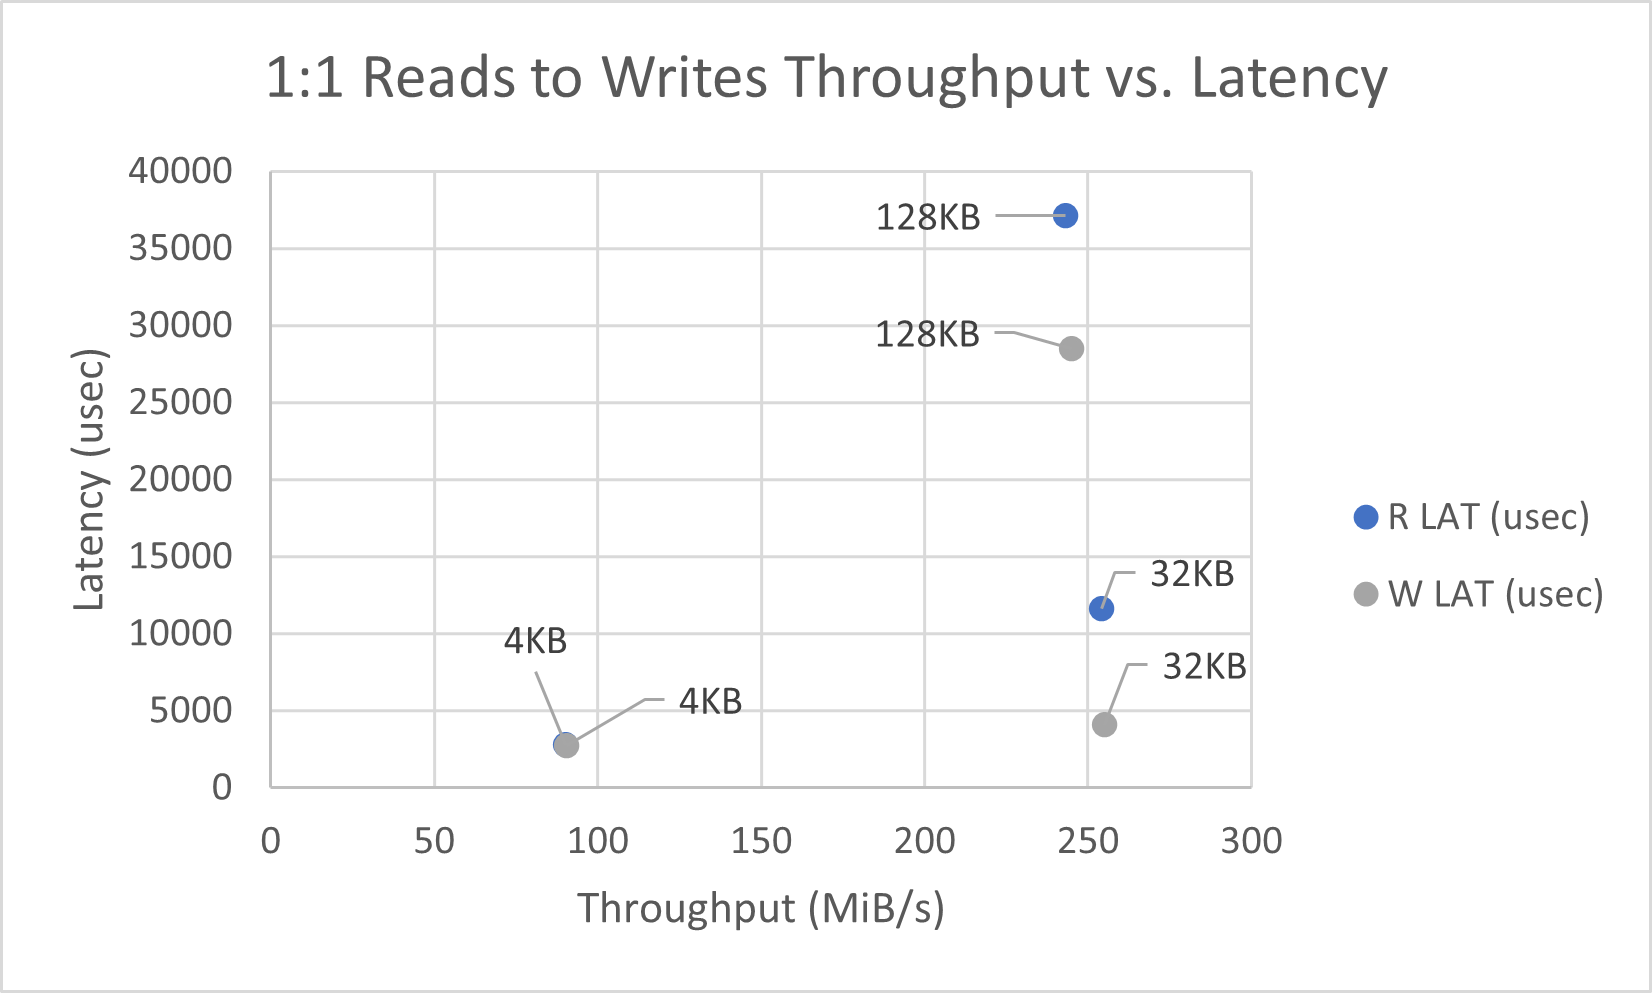 1:1 Reads to Writes Throughput vs. Latency
40000
35000
30000
25000
20000
15000
10000
5000
0
Latency (usec)
128KB
128KB
32KB
4KB
32KB
4KB
0 50 100 150 200 250 300
Throughput (MiB/s)
R LAT (usec)
W LAT (usec)